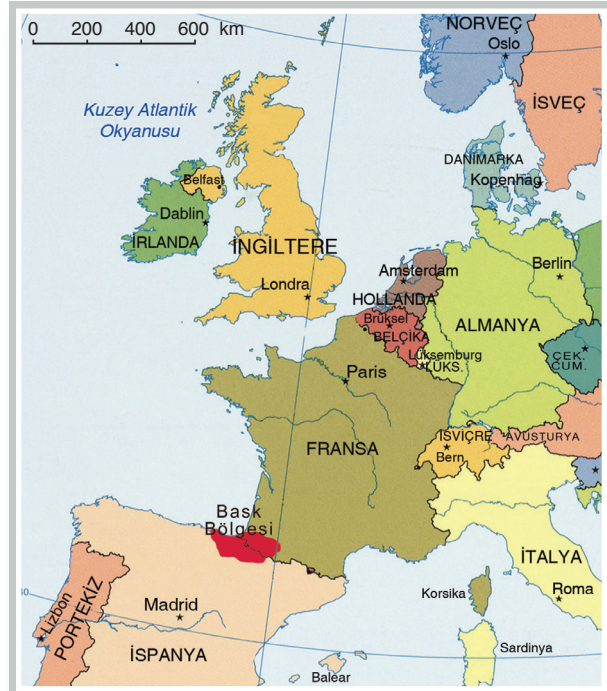 0 200 400 600 km
NORVEÇ
Oslo
İSVEÇ
Kuzey Atlantik
Okyanusu
DANİMARKA
Kopenhag
Belfast
Dablin
İRLANDA
İNGİLTERE
Londra
Amsterdam
HOLLANDA
Berlin
Brüksel
BELÇİKA
ALMANYA
Lüksemburg
LÜKS.
ÇEK.
CUM.
Paris
FRANSA
İSVİÇRE
Bern
AVUSTURYA
Bask
Bölgesi
İTALYA
Roma
Korsika
40
Lizbon
PORTEKİZ
Madrid
İSPANYA
Sardinya
Balear